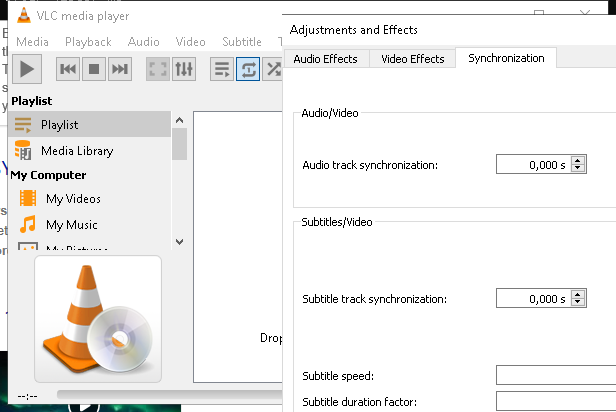 VLC media player
Adjustments and Effects
Media Playback Audio Video Subtitle T
Audio Effects Video Effects Synchronization
Playlist
Playlist
Media Library
My Computer
My Videos
My Music
My Pictures
--:--
Drop
Audio/Video
Audio track synchronization: 0,000 s
Subtitles/Video
Subtitle track synchronization: 0,000 s
Subtitle speed:
Subtitle duration factor: